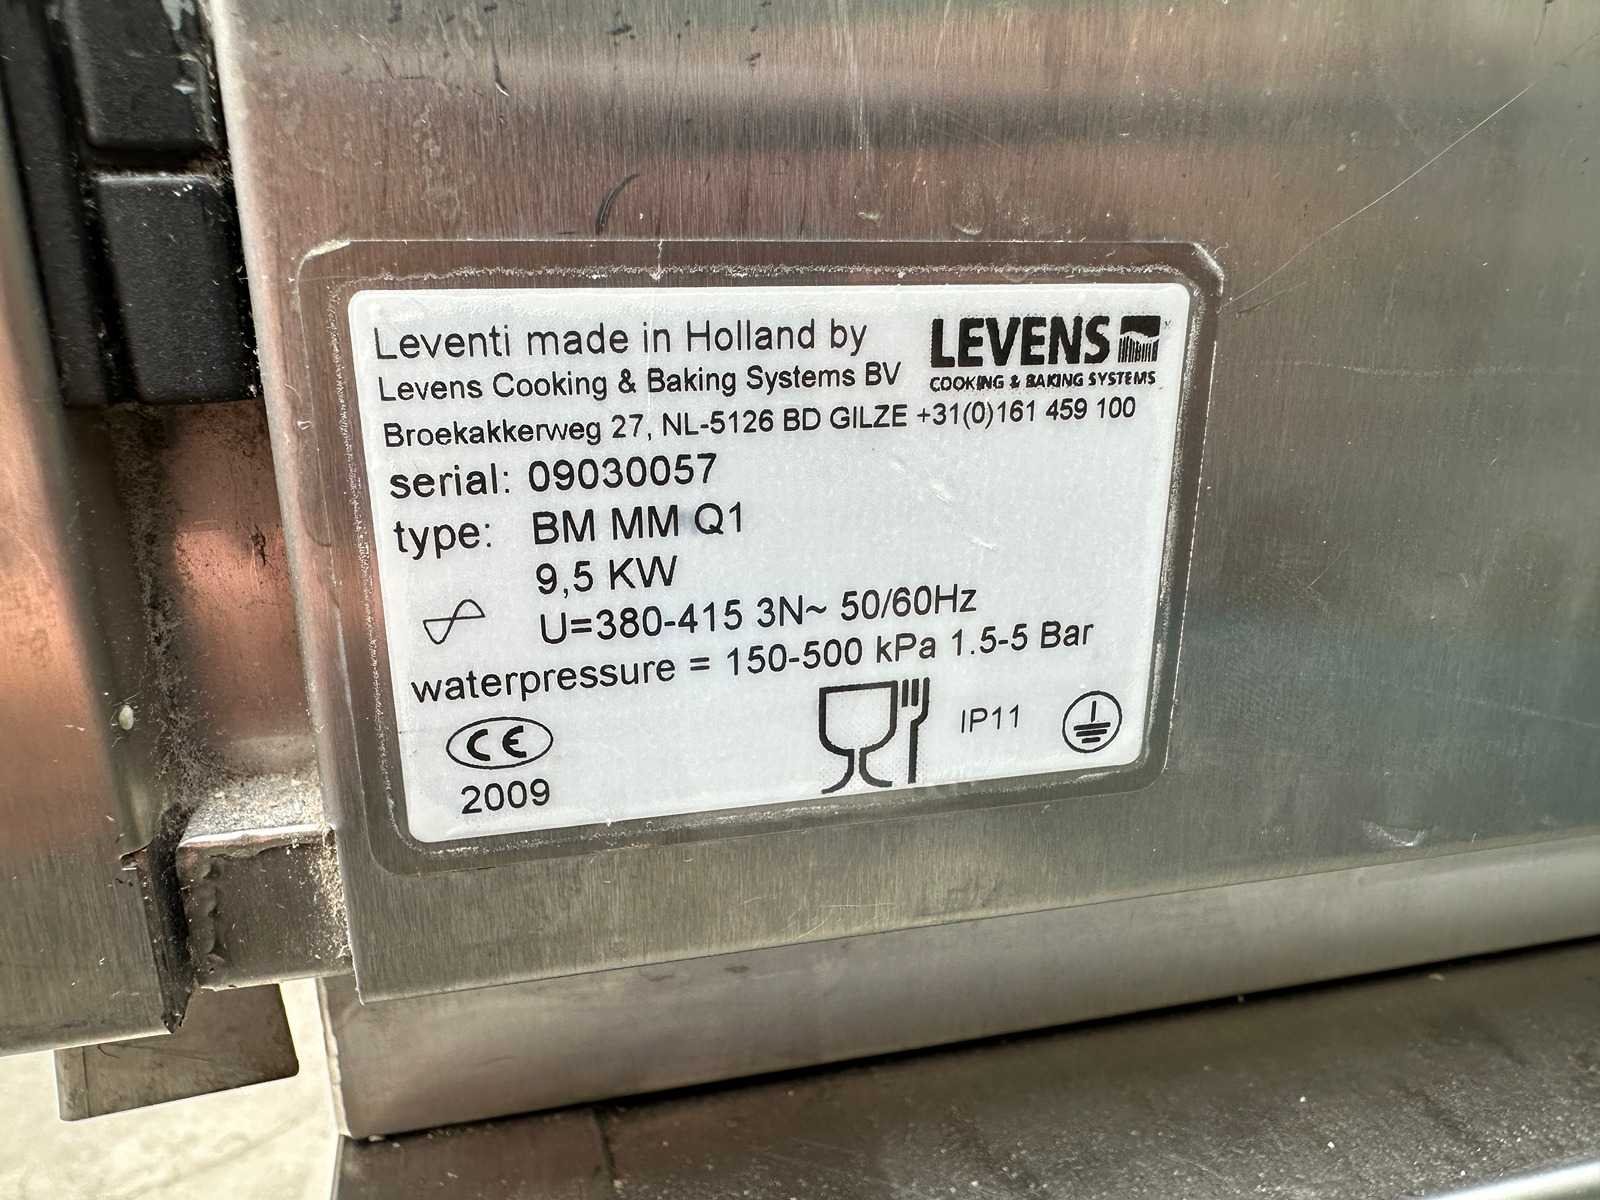 Leventi made in Holland by
Levens Cooking & Baking Systems BV
LEVENS
COOKING & BAKING SYSTEMS
Broekakkerweg 27, NL-5126 BD GILZE +31(0)161 459 100
serial: 09030057
type: BM MM Q1
9,5 KW
U=380-415 3N~ 50/60Hz
waterpressure = 150-500 kPa 1.5-5 Bar
CE
2009
IP11